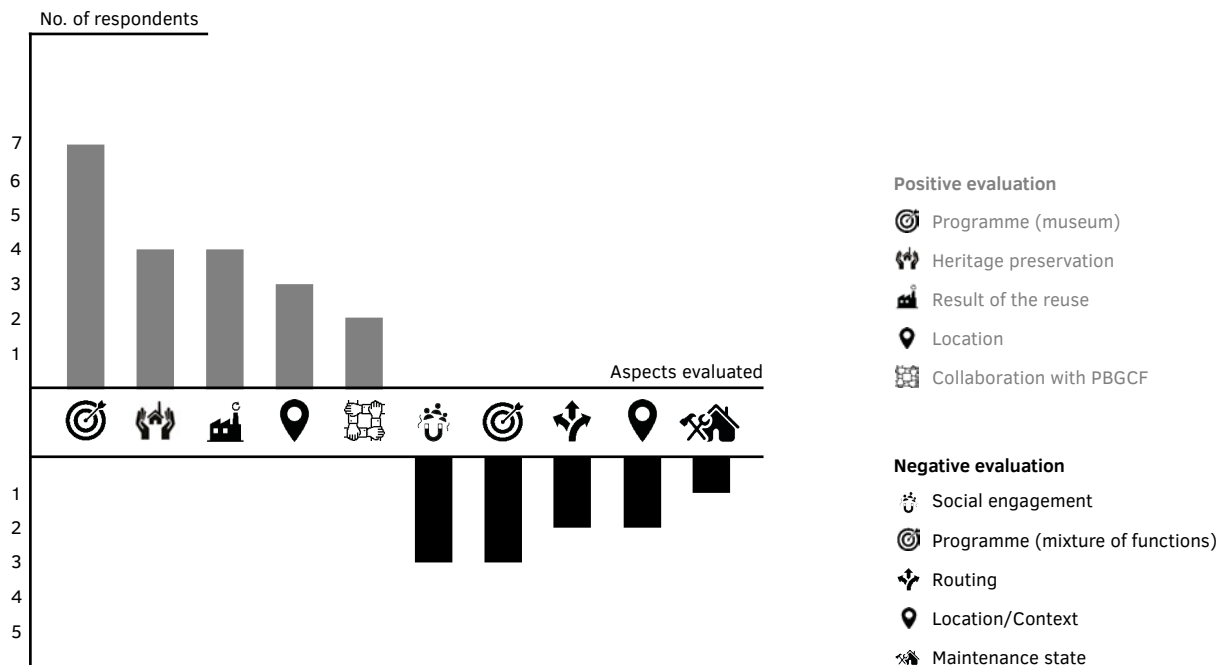 No. of respondents
7
6
5
4
3
2
1
Aspects evaluated
1
2
3
4
5
Positive evaluation
Programme (museum)
Heritage preservation
Result of the reuse
Location
Collaboration with PBGCF
Negative evaluation
Social engagement
Programme (mixture of functions)
Routing
Location/Context
Maintenance state